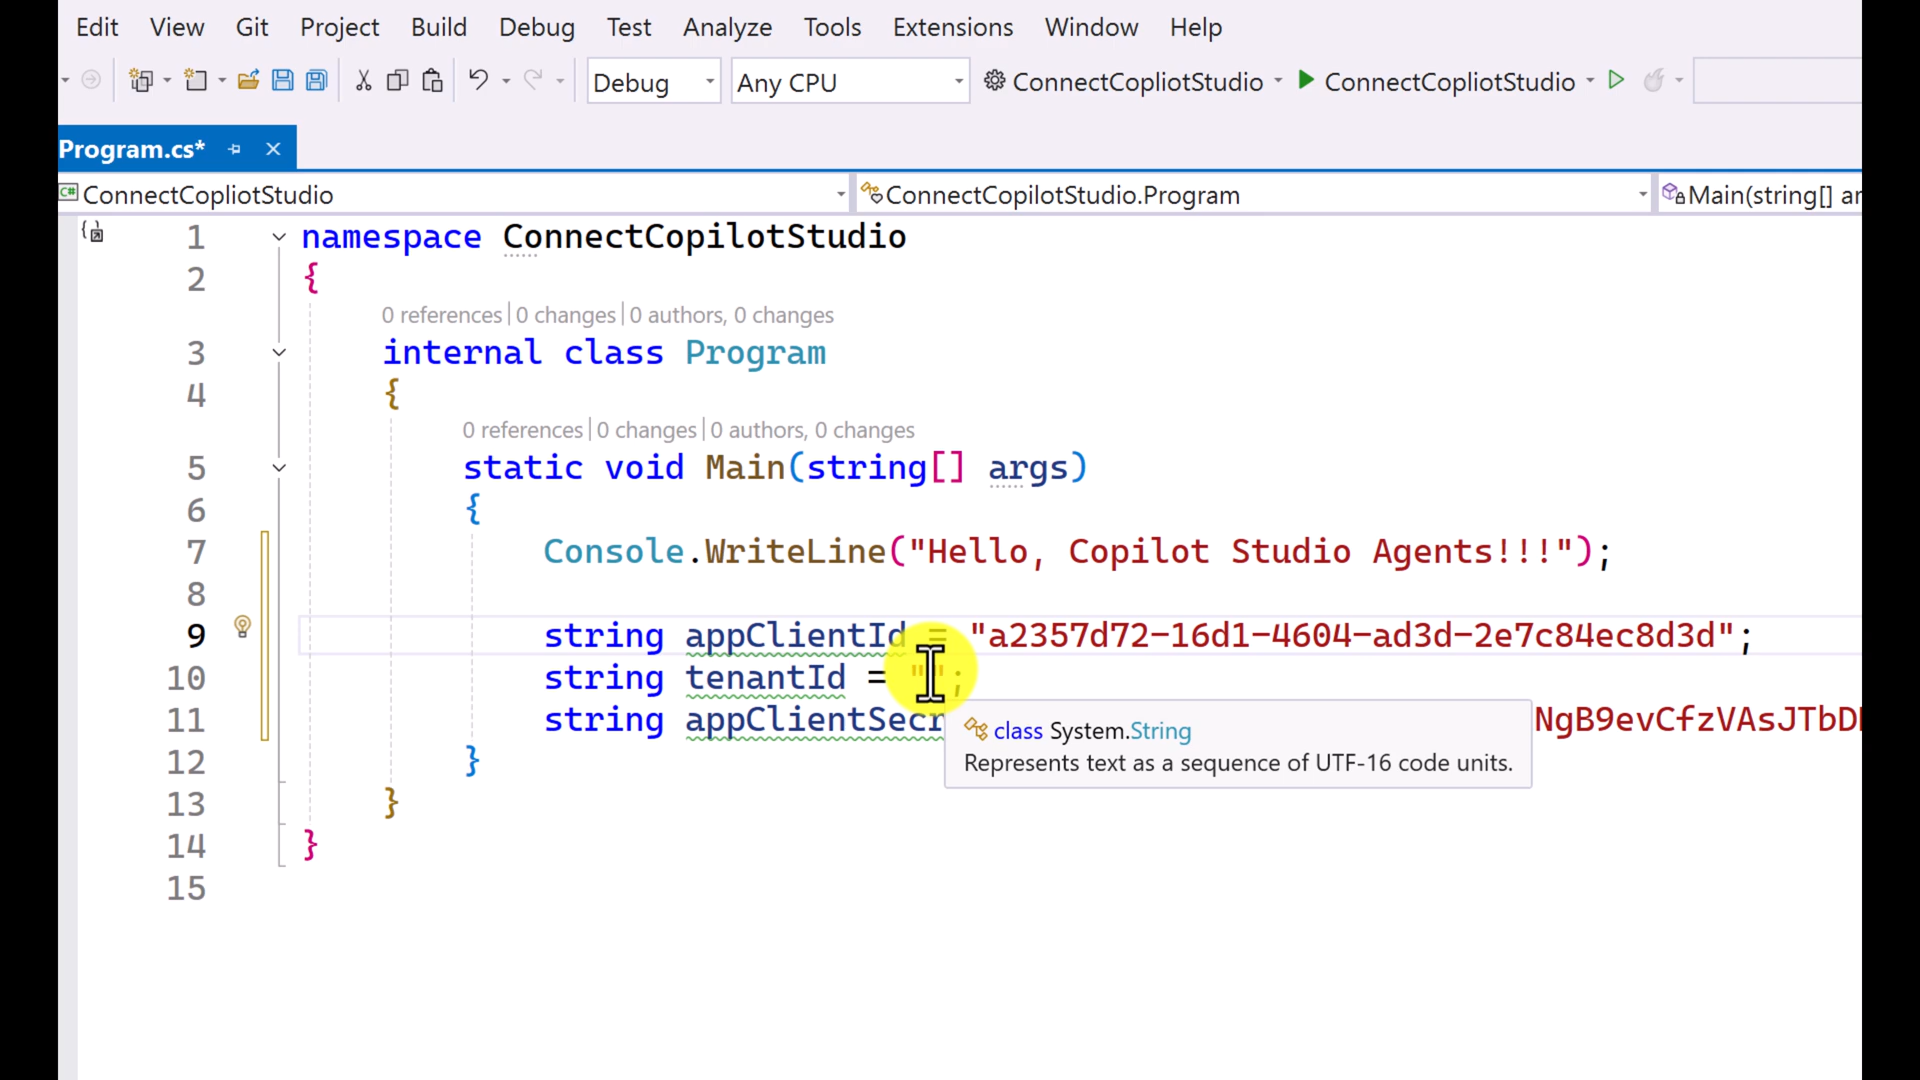 Edit View Git Project Build Debug Test Analyze Tools Extensions Window Help
Debug Any CPU ConnectCopliotStudio ConnectCopliotStudio
Program.cs*
C# ConnectCopliotStudio ConnectCopilotStudio.Program Main(string[] ar
1 namespace ConnectCopilotStudio
2 {
0 references | 0 changes | 0 authors, 0 changes
3 internal class Program
4 {
0 references | 0 changes | 0 authors, 0 changes
5 static void Main(string[] args)
6 {
7 Console.WriteLine("Hello, Copilot Studio Agents!!!");
8
9 string appClientId = "a2357d72-16d1-4604-ad3d-2e7c84ec8d3d";
10 string tenantId = "";
11 string appClientSecr NgB9evCfzVAsJTbD
class System.String
Represents text as a sequence of UTF-16 code units.
12 }
13 }
14 }
15